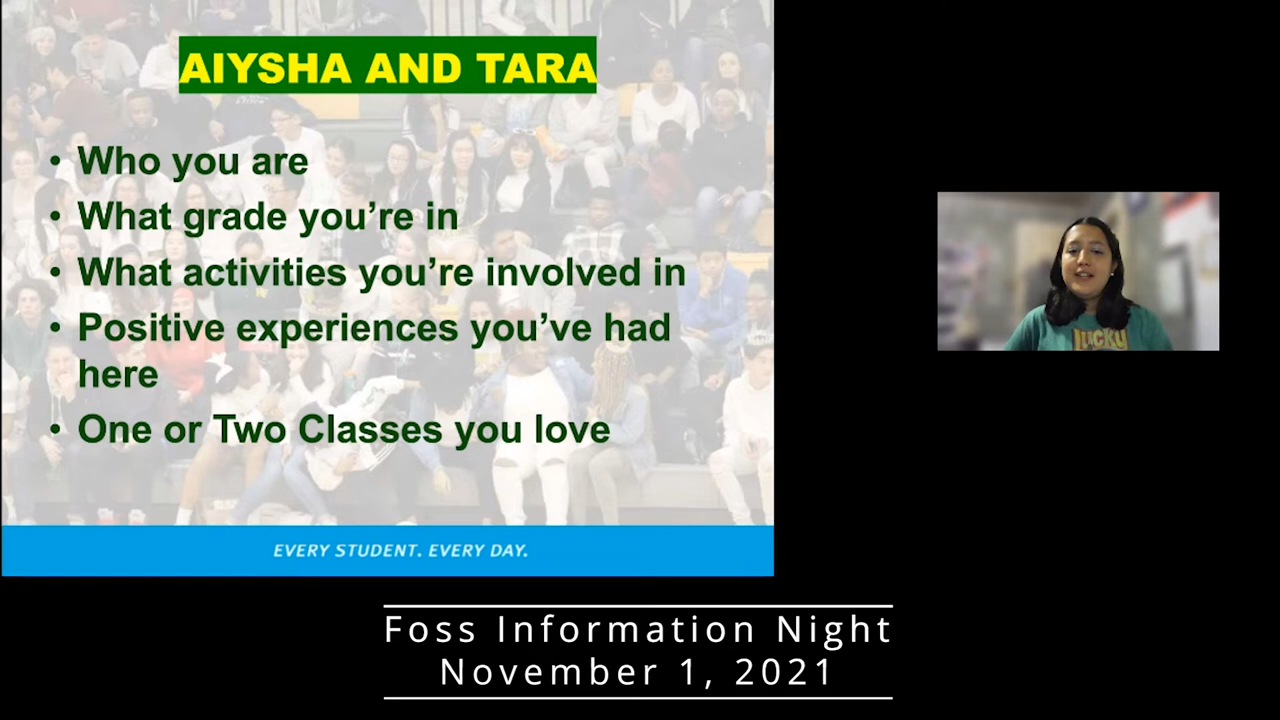 AIYSHA AND TARA
• Who you are
• What grade you’re in
• What activities you’re involved in
• Positive experiences you’ve had
here
• One or Two Classes you love
EVERY STUDENT. EVERY DAY.
lucky
Foss Information Night
November 1, 2021